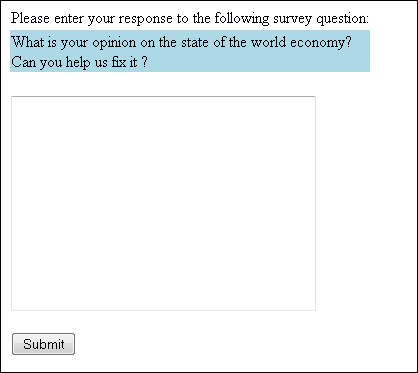 Please enter your response to the following survey question:
What is your opinion on the state of the world economy?
Can you help us fix it ?
Submit